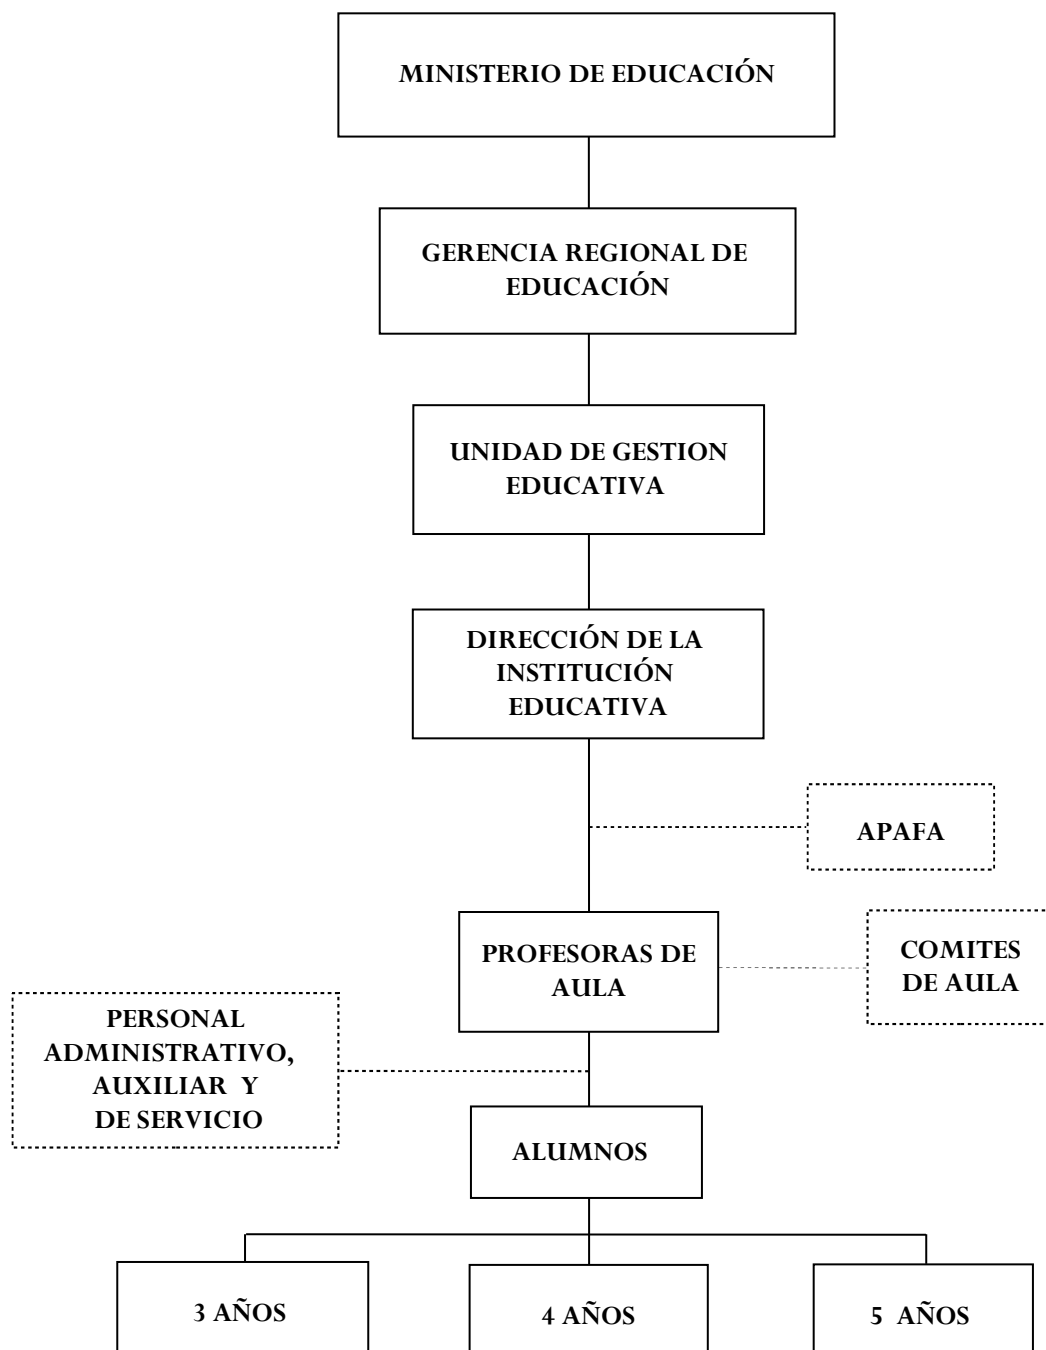 MINISTERIO DE EDUCACIÓN
GERENCIA REGIONAL DE
EDUCACIÓN
UNIDAD DE GESTION
EDUCATIVA
DIRECCIÓN DE LA
INSTITUCIÓN
EDUCATIVA
APAFA
PROFESORAS DE
AULA
COMITES
DE AULA
PERSONAL
ADMINISTRATIVO,
AUXILIAR Y
DE SERVICIO
ALUMNOS
3 AÑOS
4 AÑOS
5 AÑOS